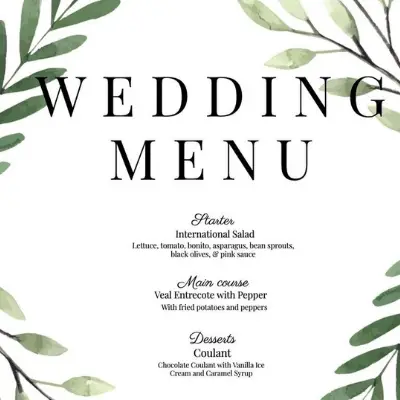 WEDDING
MENU
Starter
International Salad
Lettuce, tomato, bonito, asparagus, bean sprouts,
black olives, & pink sauce
Main course
Veal Entrecote with Pepper
With fried potatoes and peppers
Desserts
Coulant
Chocolate Coulant with Vanilla Ice
Cream and Caramel Syrup